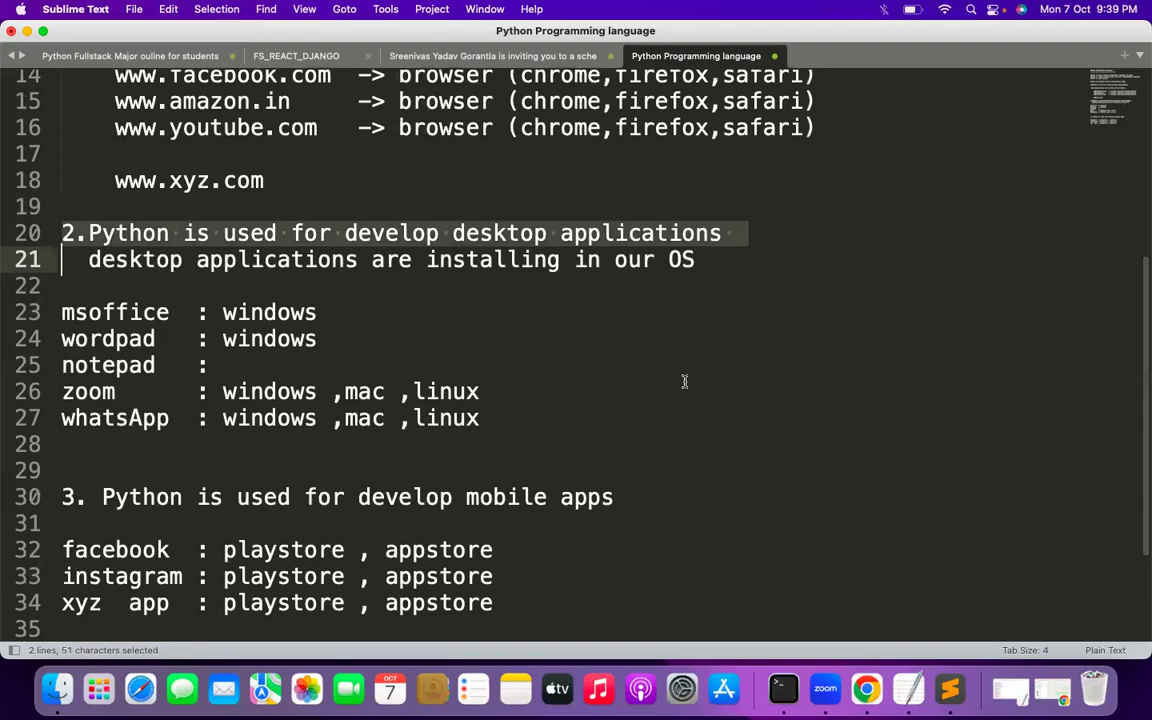 Sublime Text File Edit Selection Find View Goto Tools Project Window Help Mon 7 Oct 9:39 PM
Python Programming language
Python Fullstack Major ouline for students FS_REACT_DJANGO Sreenivas Yadav Gorantla is inviting you to a sche Python Programming language
14 www.facebook.com -> browser (chrome,firefox,safari)
15 www.amazon.in -> browser (chrome,firefox,safari)
16 www.youtube.com -> browser (chrome,firefox,safari)
17
18 www.xyz.com
19
20 2.Python is used for develop desktop applications
21 desktop applications are installing in our OS
22
23 msoffice : windows
24 wordpad : windows
25 notepad :
26 zoom : windows ,mac ,linux
27 whatsApp : windows ,mac ,linux
28
29
30 3. Python is used for develop mobile apps
31
32 facebook : playstore , appstore
33 instagram : playstore , appstore
34 xyz app : playstore , appstore
35
2 lines, 51 characters selected Tab Size: 4 Plain Text
OCT
7
tv
zoom